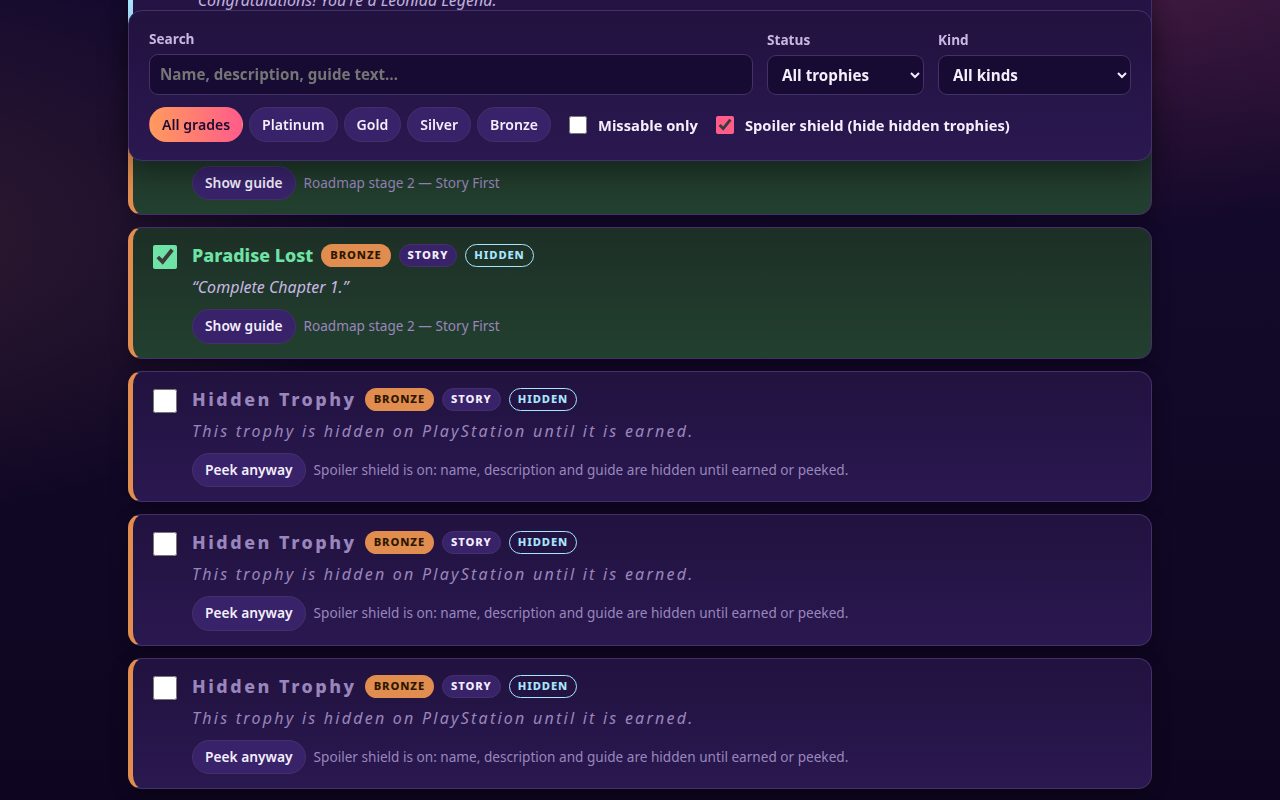 "Congratulations! You're a Leonida Legend.
Search
Name, description, guide text...
Status
All trophies
Kind
All kinds
All grades
Platinum
Gold
Silver
Bronze
Missable only
Spoiler shield (hide hidden trophies)
Show guide
Roadmap stage 2 — Story First
Paradise Lost BRONZE STORY HIDDEN
“Complete Chapter 1.”
Show guide
Roadmap stage 2 — Story First
Hidden Trophy BRONZE STORY HIDDEN
This trophy is hidden on PlayStation until it is earned.
Peek anyway
Spoiler shield is on: name, description and guide are hidden until earned or peeked.
Hidden Trophy BRONZE STORY HIDDEN
This trophy is hidden on PlayStation until it is earned.
Peek anyway
Spoiler shield is on: name, description and guide are hidden until earned or peeked.
Hidden Trophy BRONZE STORY HIDDEN
This trophy is hidden on PlayStation until it is earned.
Peek anyway
Spoiler shield is on: name, description and guide are hidden until earned or peeked.